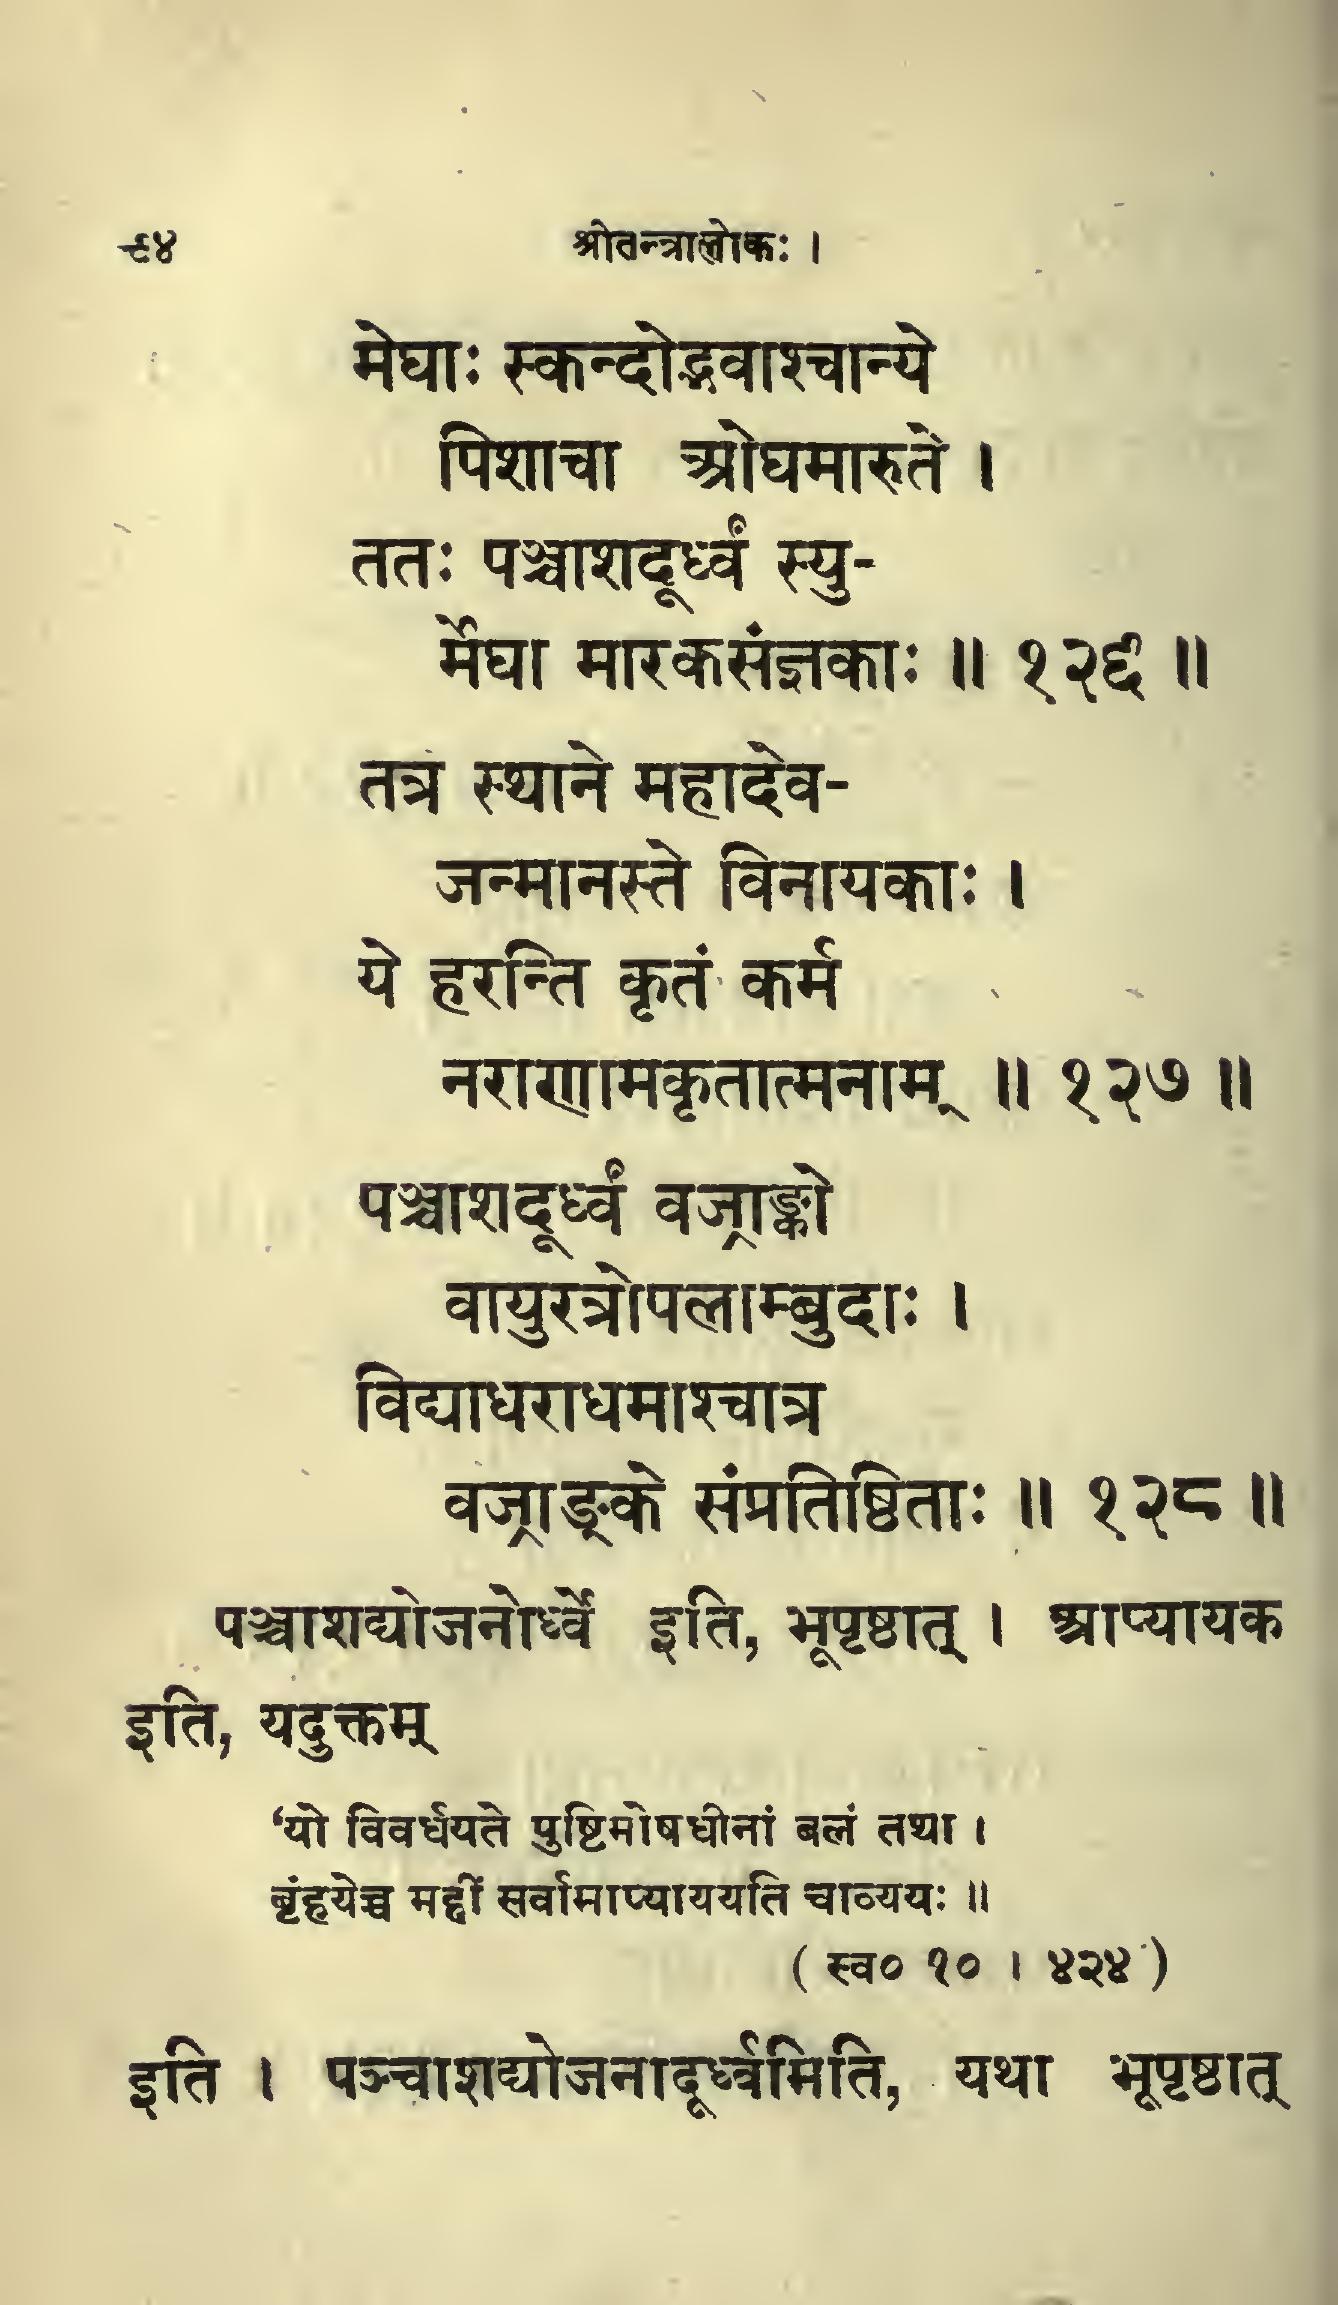 ९४ श्रीतन्त्रालोकः ।
मेघाः स्कन्दोद्भवाश्चान्ये
पिशाचा ओघमारुते ।
ततः पञ्चाशदूर्ध्वं स्यु-
र्मेघा मारकसंज्ञकाः ॥ १२६ ॥
तत्र स्थाने महादेव-
जन्मानस्ते विनायकाः ।
ये हरन्ति कृतं कर्म
नराणामकृतात्मनाम् ॥ १२७ ॥
पञ्चाशदूर्ध्वं वज्राङ्को
वायुरत्रोपलाम्बुदाः ।
विद्याधराधमाश्चात्र
वज्राङ्के संप्रतिष्ठिताः ॥ १२८ ॥
पञ्चाशद्योजनोर्ध्वे इति, भूपृष्ठात् । आप्यायक
इति, यदुक्तम्
‘यो विवर्धयते पुष्टिमोषधीनां बलं तथा ।
बृंहयेच्च महीं सर्वामाप्याययति चाव्ययः ॥
( स्व० १० । ४२४ )
इति । पञ्चाशद्योजनादूर्ध्वमिति, यथा भूपृष्ठात्